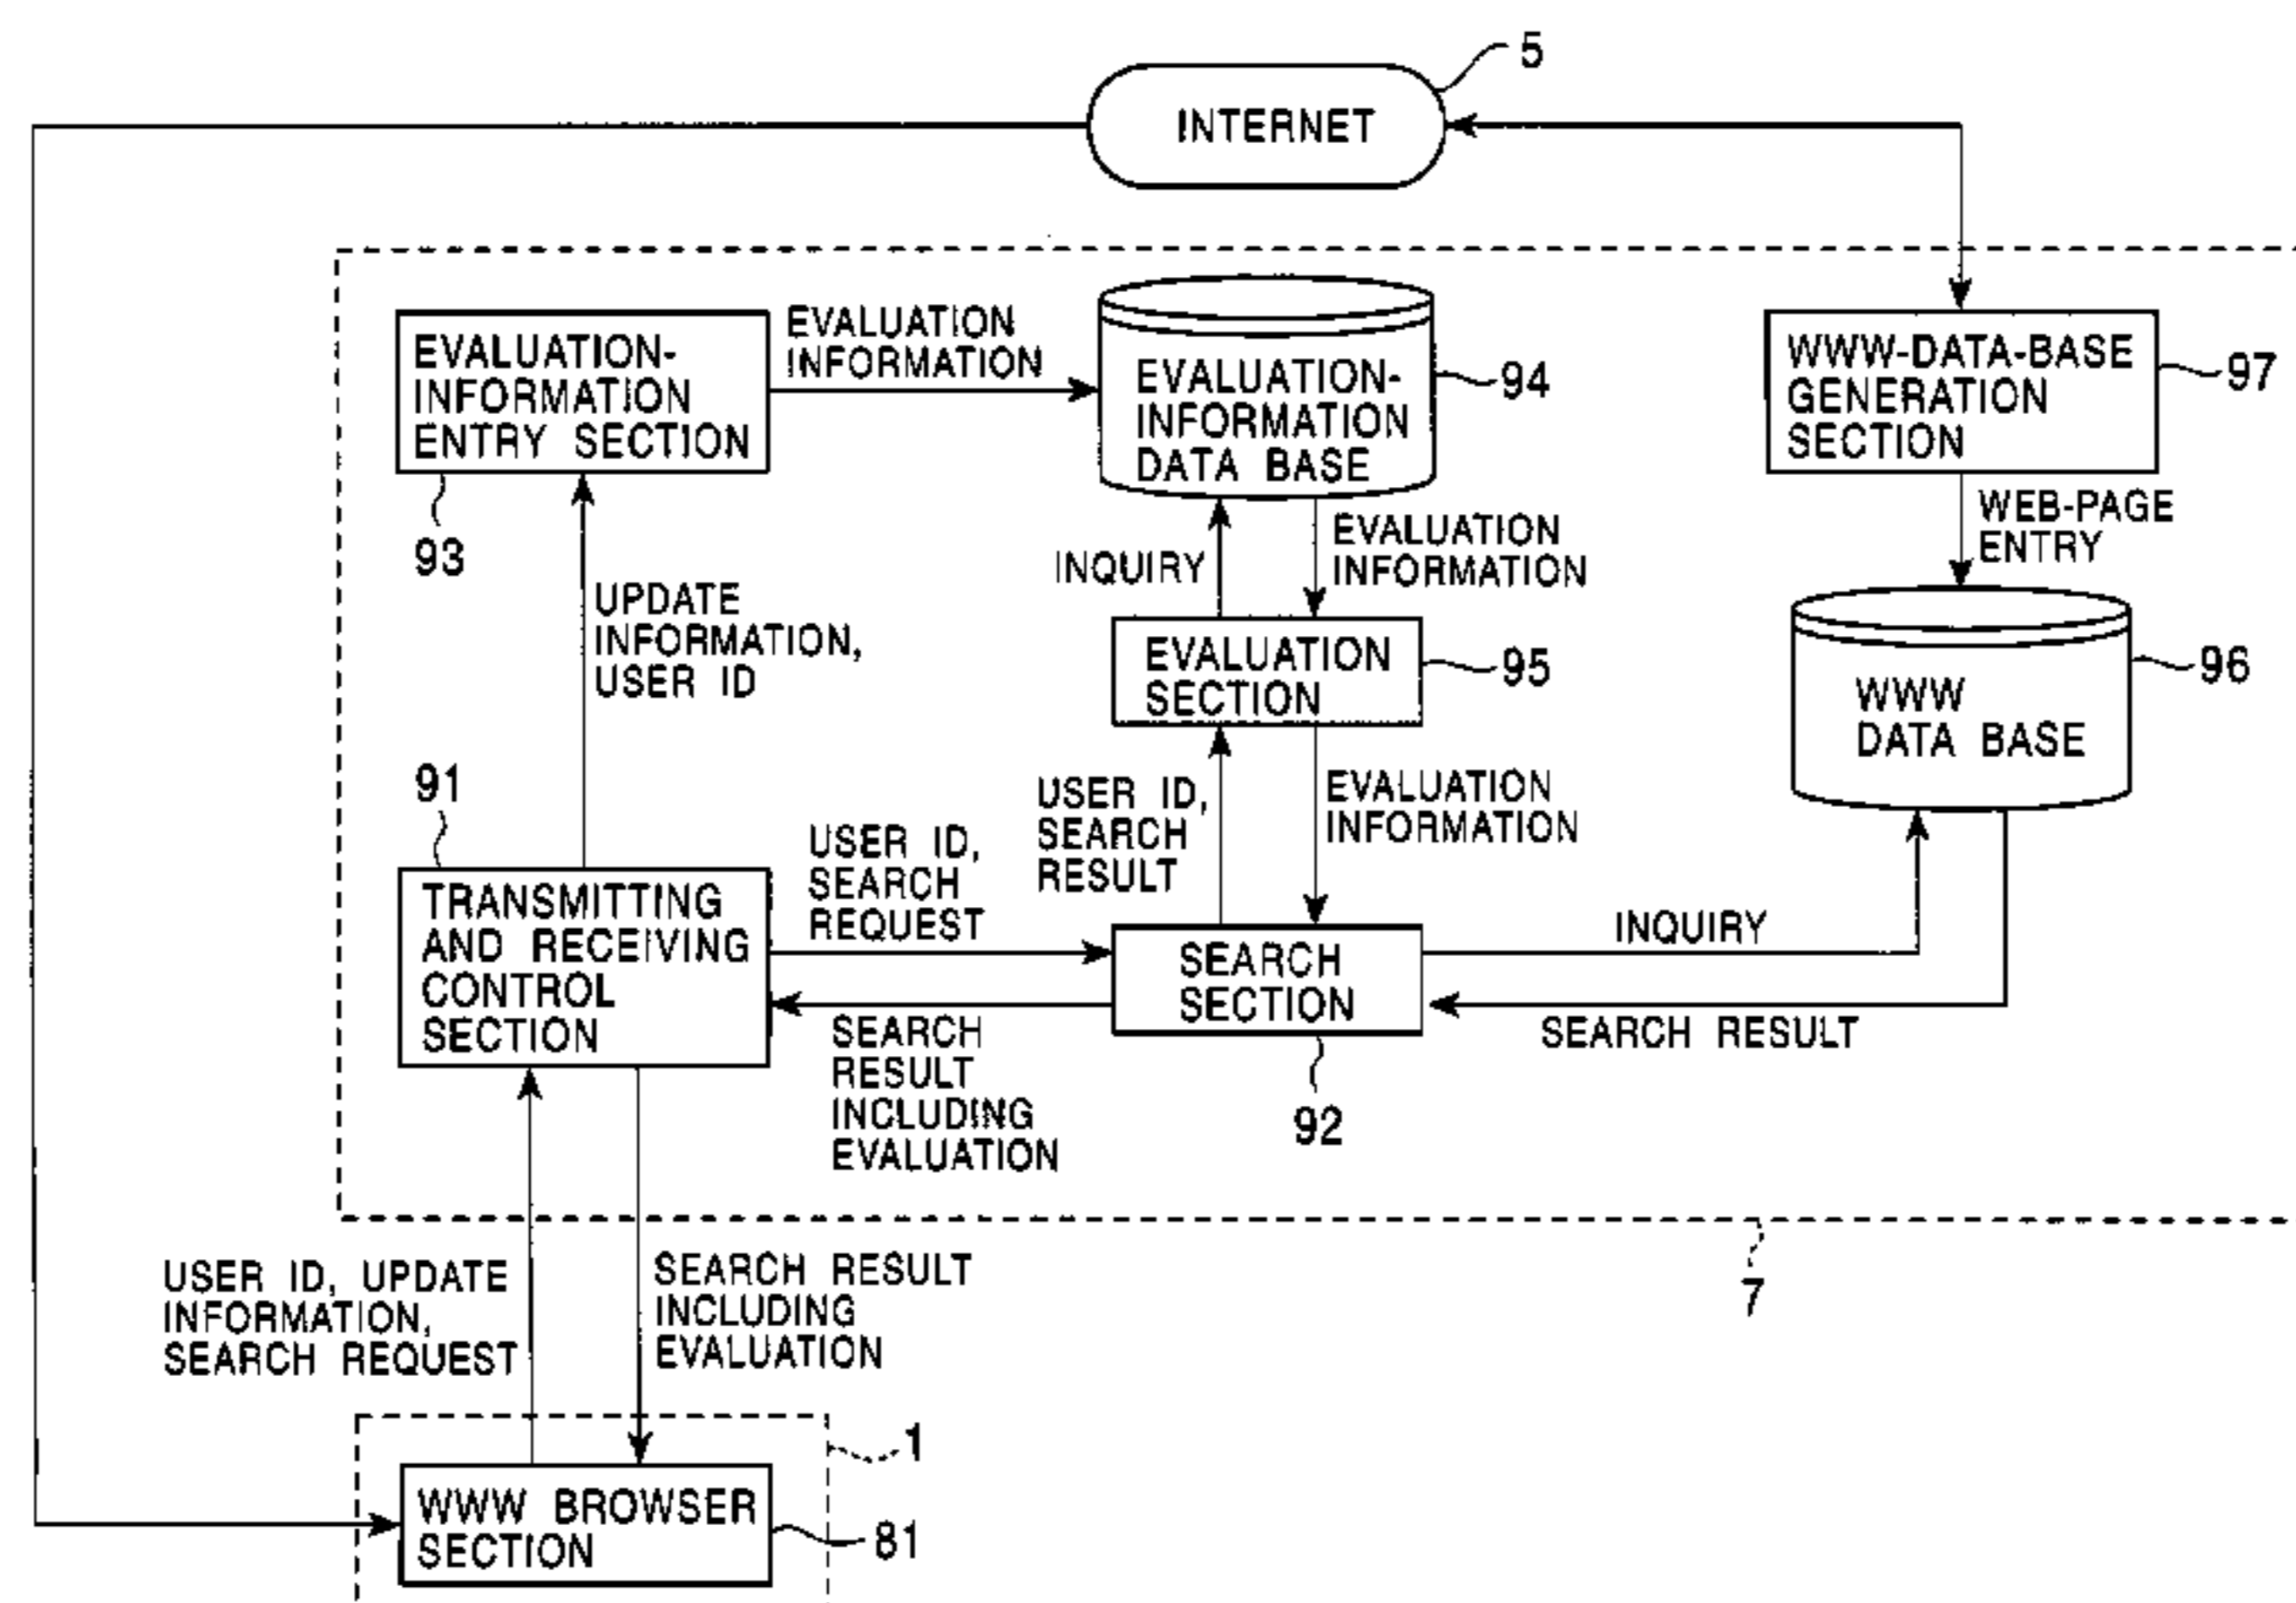 5
INTERNET
EVALUATION-
INFORMATION
ENTRY SECTION
93
EVALUATION
INFORMATION
EVALUATION-
INFORMATION
DATA BASE
94
WWW-DATA-BASE
GENERATION
SECTION
97
WEB-PAGE
ENTRY
INQUIRY
EVALUATION
INFORMATION
UPDATE
INFORMATION,
USER ID
EVALUATION
SECTION
95
WWW
DATA BASE
96
91
USER ID,
SEARCH
REQUEST
USER ID,
SEARCH
RESULT
EVALUATION
INFORMATION
TRANSMITTING
AND RECEIVING
CONTROL
SECTION
SEARCH
SECTION
92
INQUIRY
SEARCH RESULT
SEARCH
RESULT
INCLUDING
EVALUATION
7
USER ID, UPDATE
INFORMATION,
SEARCH REQUEST
SEARCH RESULT
INCLUDING
EVALUATION
1
WWW BROWSER
SECTION
81